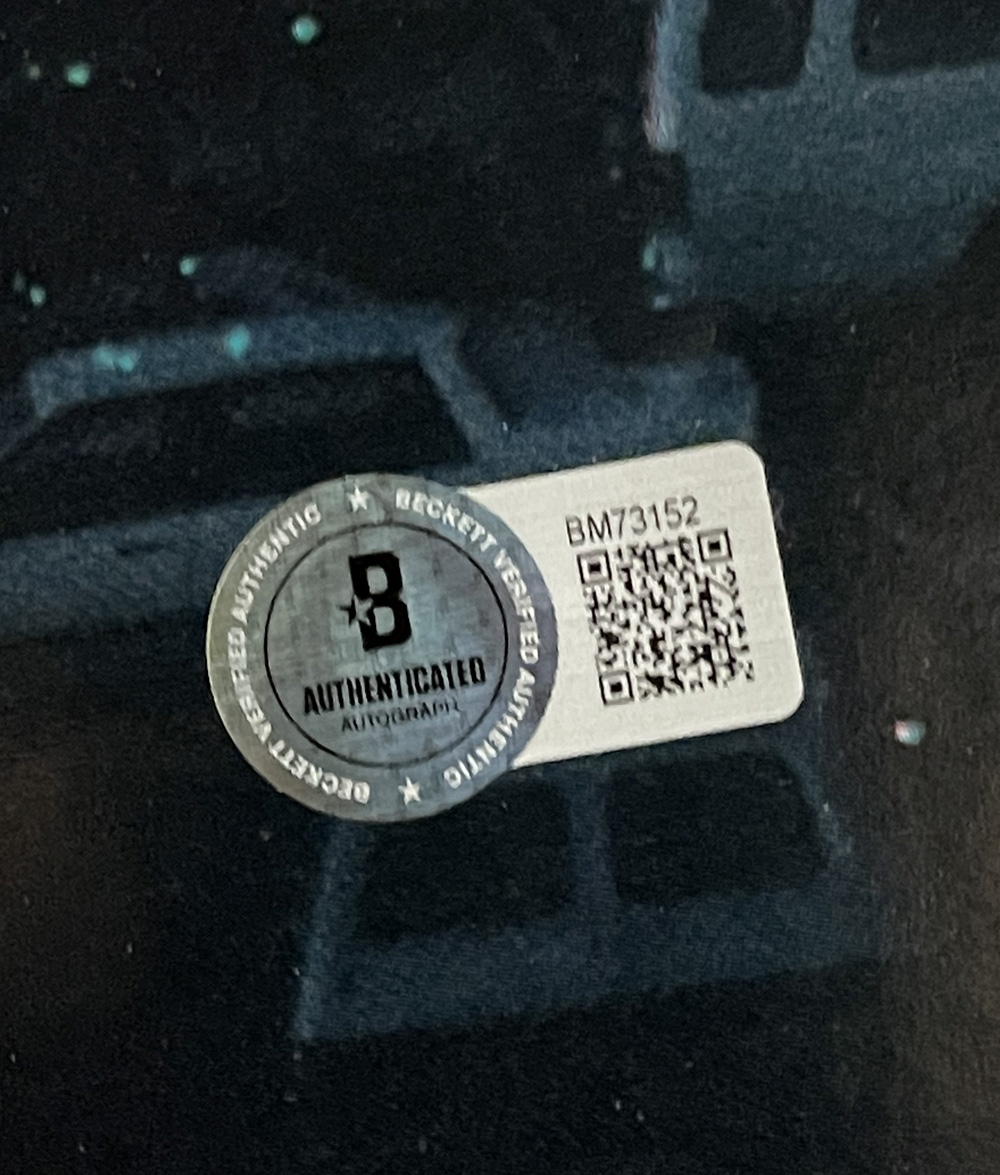 BECKETT VERIFIED AUTHENTIC ★ BECKETT VERIFIED AUTHENTIC ★
B
AUTHENTICATED
AUTOGRAPH
BM73152